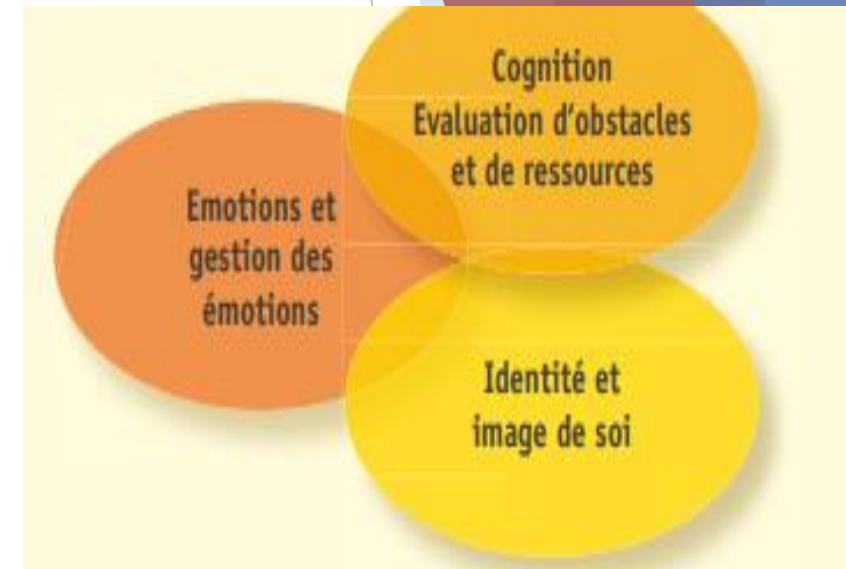 Cognition
Evaluation d'obstacles
et de ressources
Emotions et
gestion des
émotions
Identité et
image de soi